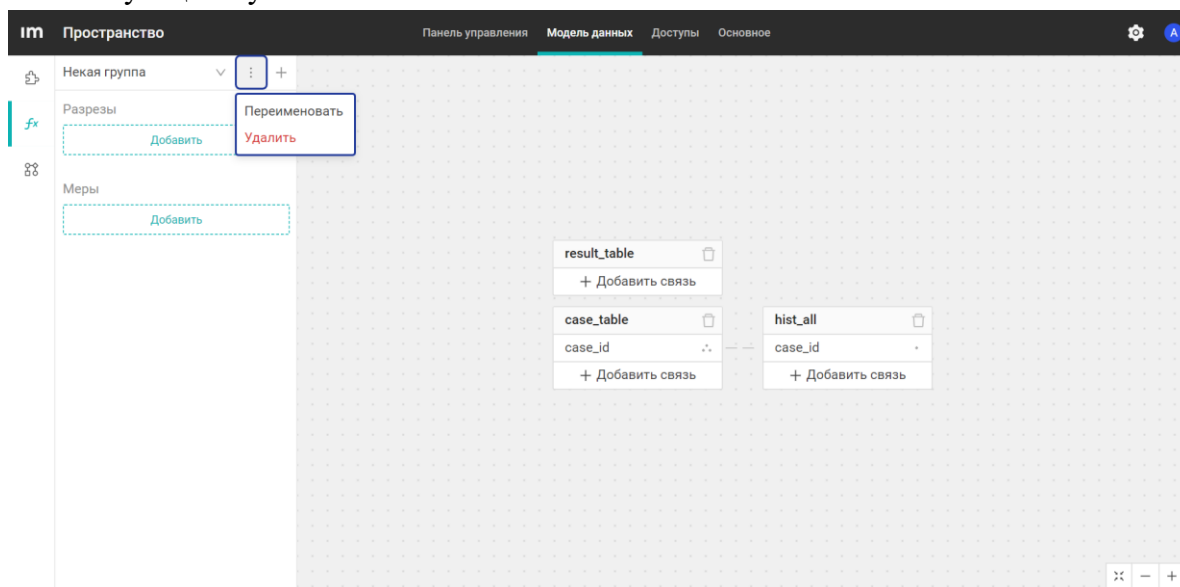 im Пространство Панель управления Модель данных Доступы Основное A
Некая группа
Переименовать
Удалить
Разрезы
Добавить
Меры
Добавить
result_table
+ Добавить связь
case_table
case_id
+ Добавить связь
hist_all
case_id
+ Добавить связь